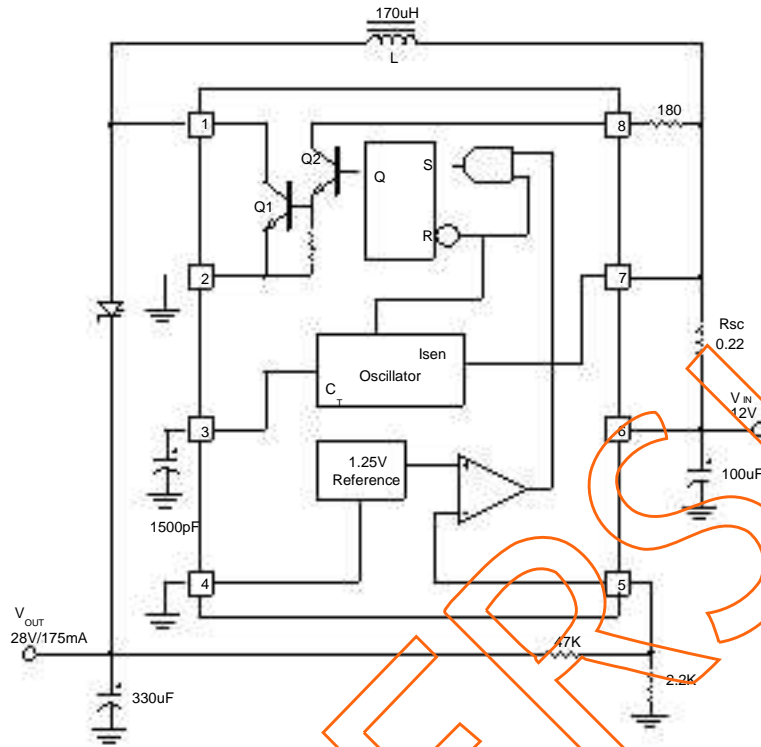 170uH
L
1
8
180
Q2
Q
S
Q1
R
2
7
Rsc
0.22
Isen
Oscillator
C T
V IN
12V
3
6
1.25V
Reference
+
-
100uF
1500pF
4
5
V OUT
28V/175mA
47K
2.2K
330uF